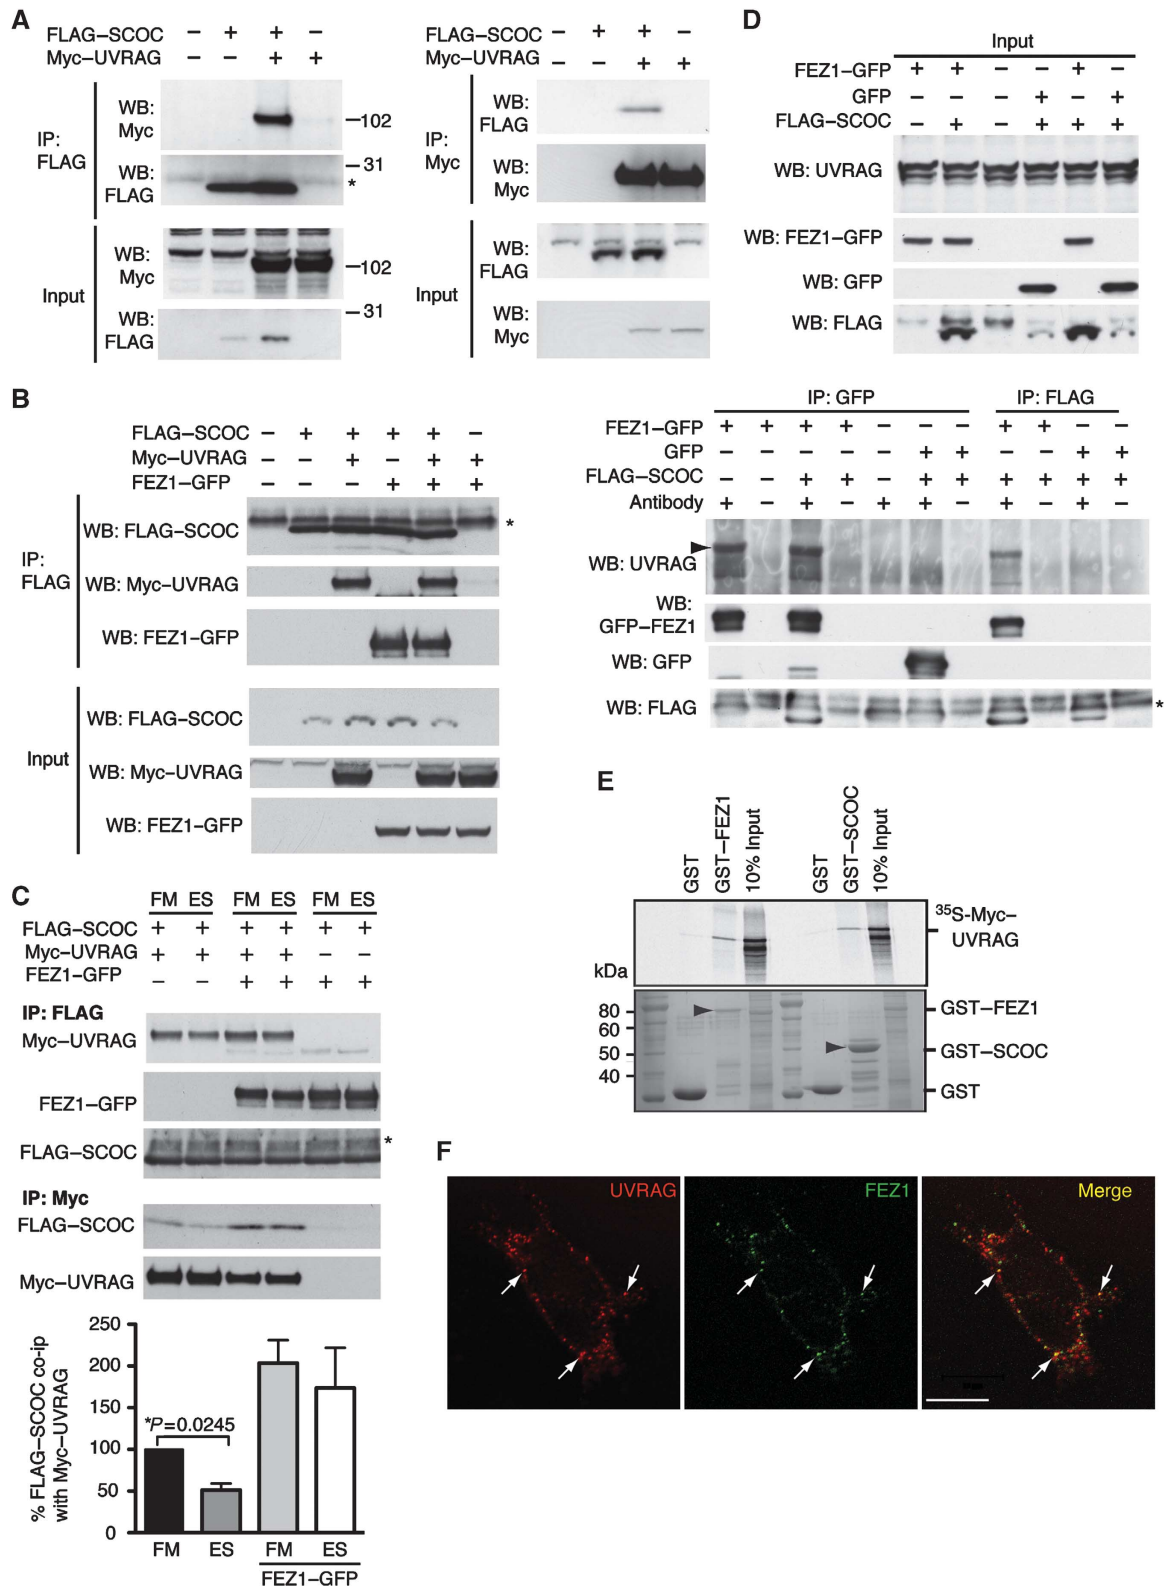 A
FLAG–SCOC – + + –
Myc–UVRAG – – + +
IP: FLAG
WB: Myc
–102
WB: FLAG
– 31
*
Input
WB: Myc
–102
WB: FLAG
– 31
FLAG–SCOC – + + –
Myc–UVRAG – – + +
IP: Myc
WB: FLAG
WB: Myc
Input
WB: FLAG
WB: Myc
B
FLAG–SCOC – + + + + –
Myc–UVRAG – – + – + +
FEZ1–GFP – – – + + +
IP: FLAG
WB: FLAG–SCOC
*
WB: Myc–UVRAG
WB: FEZ1–GFP
Input
WB: FLAG–SCOC
WB: Myc–UVRAG
WB: FEZ1–GFP
C
FM ES FM ES FM ES
FLAG–SCOC + + + + + +
Myc–UVRAG + + + + – –
FEZ1–GFP – – + + + +
IP: FLAG
Myc–UVRAG
FEZ1–GFP
FLAG–SCOC
*
IP: Myc
FLAG–SCOC
Myc–UVRAG
% FLAG–SCOC co-ip
with Myc–UVRAG
250
200
150
100
50
0
*P=0.0245
FM ES FM ES
FEZ1–GFP
D
Input
FEZ1–GFP + + – – + –
GFP – – – + – +
FLAG–SCOC – + – + + +
WB: UVRAG
WB: FEZ1–GFP
WB: GFP
WB: FLAG
IP: GFP IP: FLAG
FEZ1–GFP + + + + – – – + + – –
GFP – – – – – + + – – + +
FLAG–SCOC – – + + – + – + + + +
Antibody + – + – + + – + – + –
WB: UVRAG
WB:
GFP–FEZ1
WB: GFP
WB: FLAG
*
E
GST
GST–FEZ1
10% Input
GST
GST–SCOC
10% Input
35S-Myc–
UVRAG
kDa
80
60
50
40
GST–FEZ1
GST–SCOC
GST
F
UVRAG
FEZ1
Merge